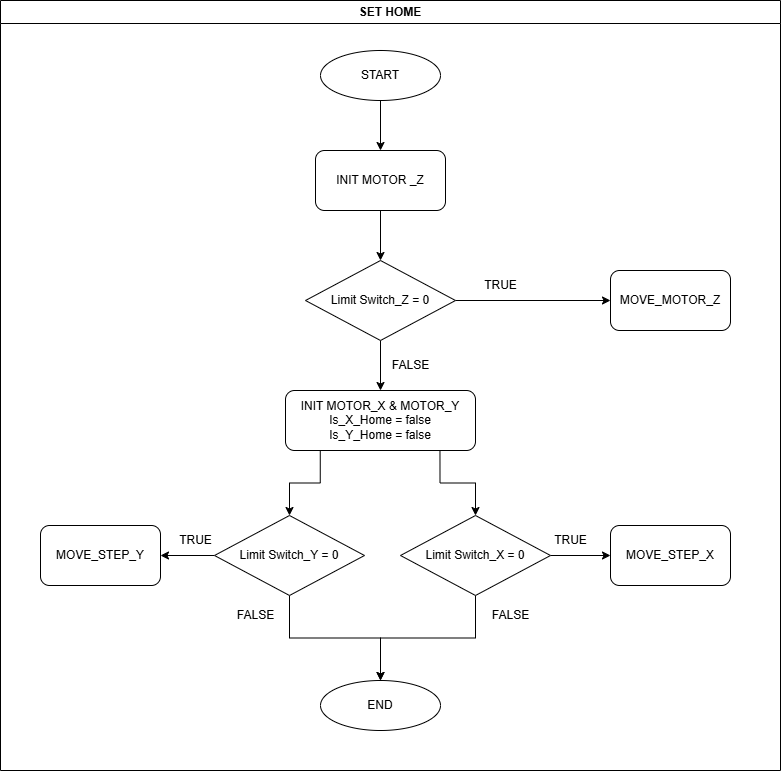 SET HOME
START
INIT MOTOR _Z
Limit Switch_Z = 0
TRUE
MOVE_MOTOR_Z
FALSE
INIT MOTOR_X & MOTOR_Y
Is_X_Home = false
Is_Y_Home = false
MOVE_STEP_Y
TRUE
Limit Switch_Y = 0
Limit Switch_X = 0
TRUE
MOVE_STEP_X
FALSE
FALSE
END